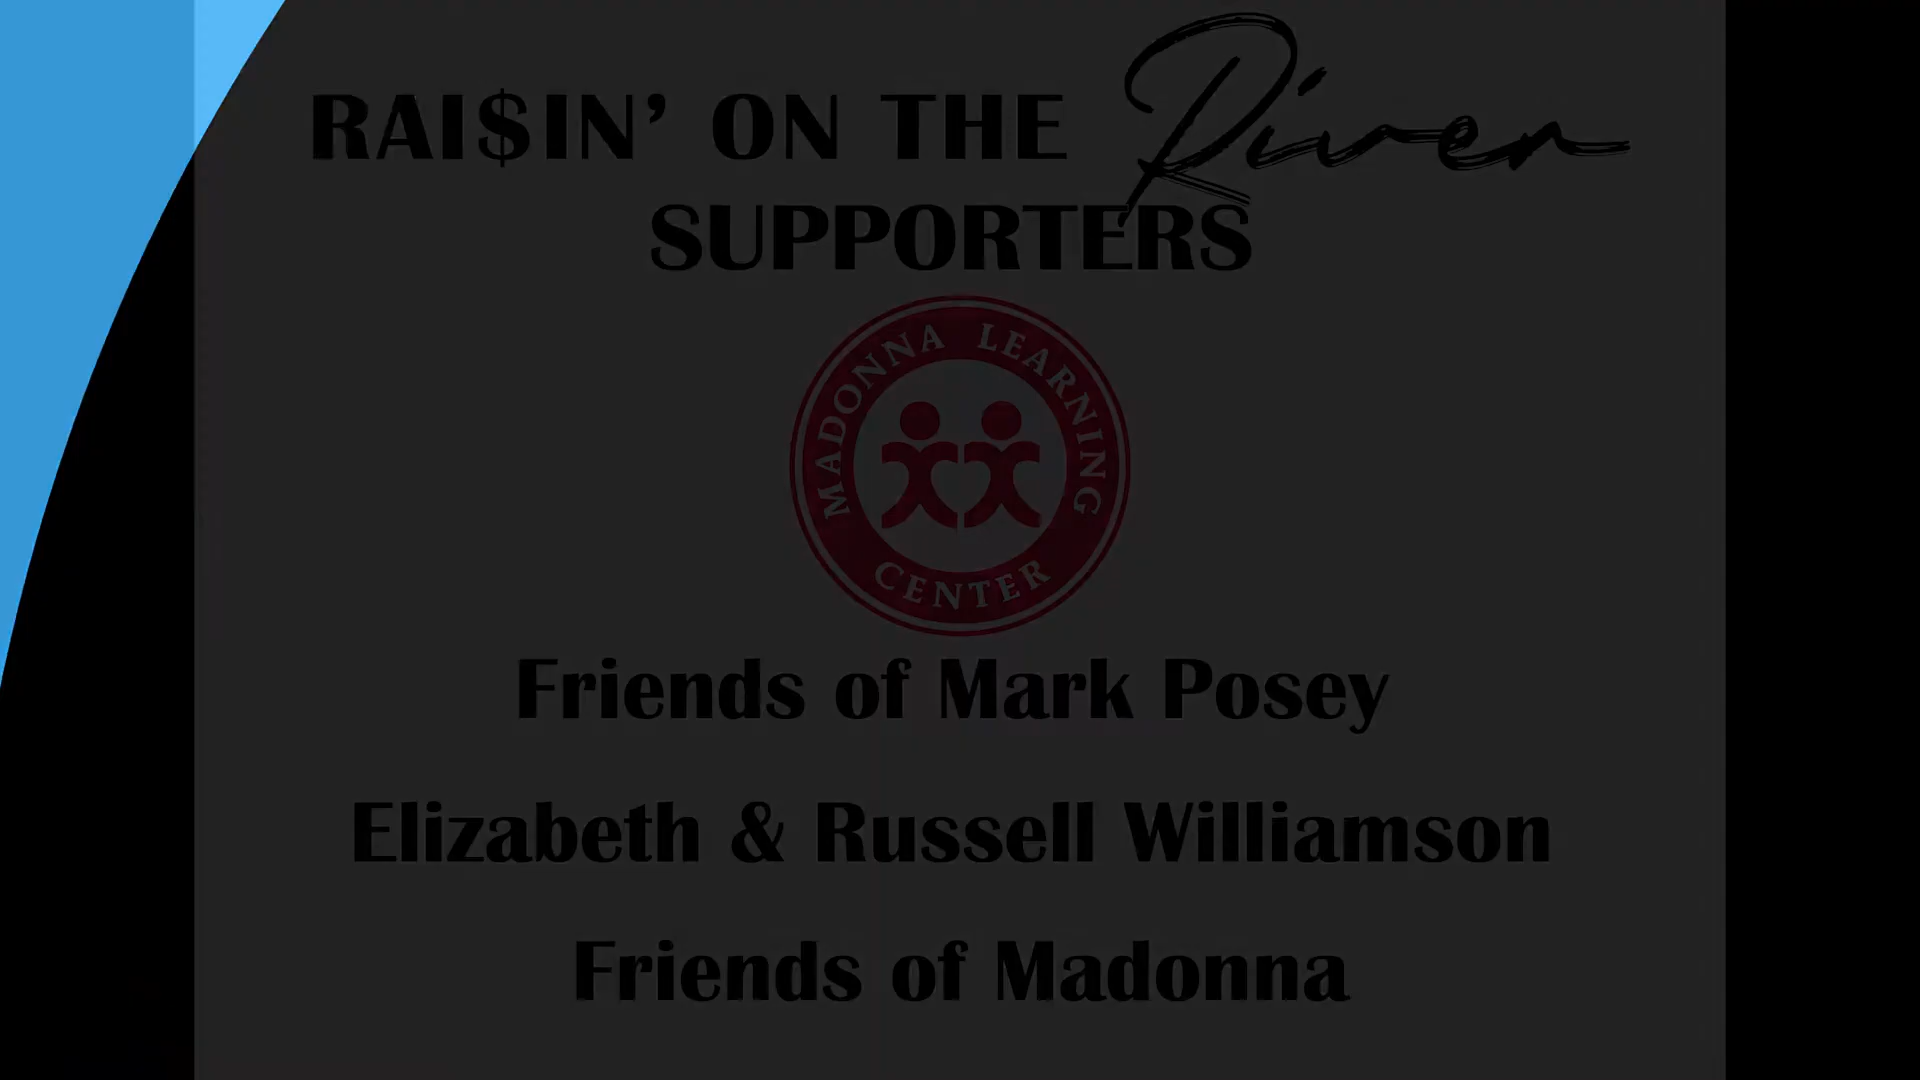 RAI$IN’ ON THE River
SUPPORTERS
MADONNA LEARNING
CENTER
Friends of Mark Posey
Elizabeth & Russell Williamson
Friends of Madonna